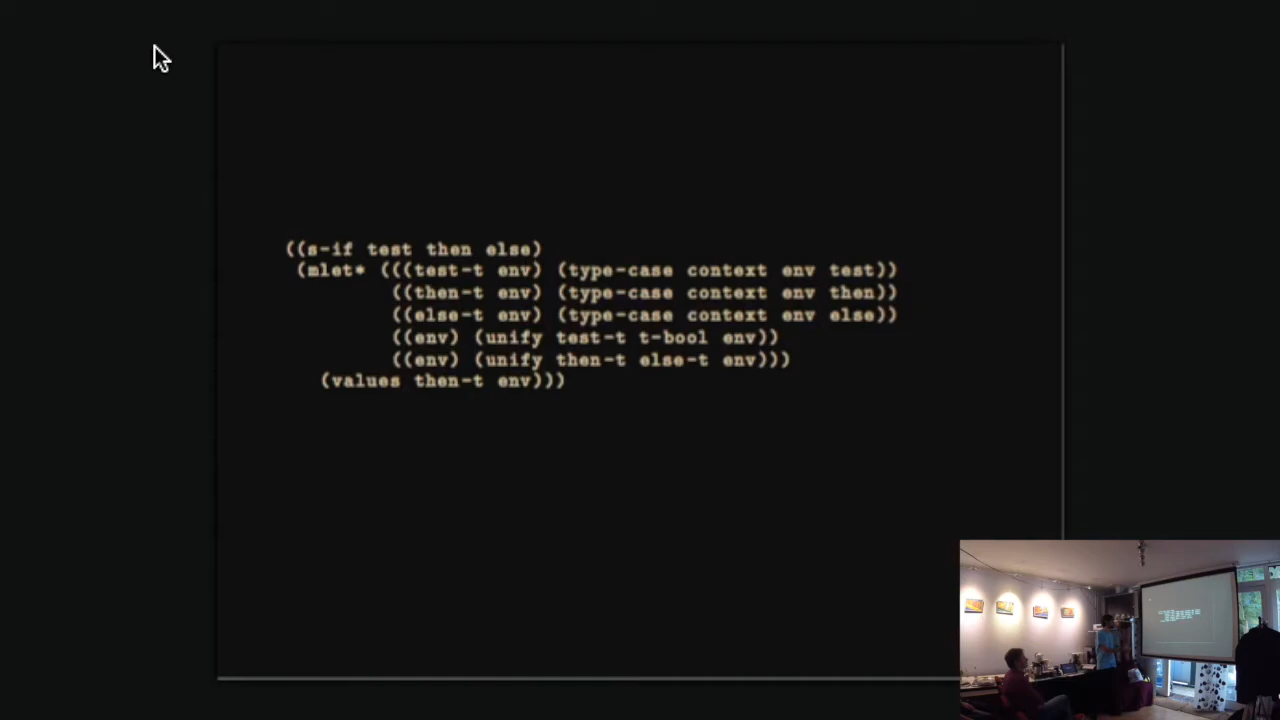 ((s-if test then else)
(mlet* (((test-t env) (type-case context env test))
((then-t env) (type-case context env then))
((else-t env) (type-case context env else))
((env) (unify test-t t-bool env))
((env) (unify then-t else-t env)))
(values then-t env)))